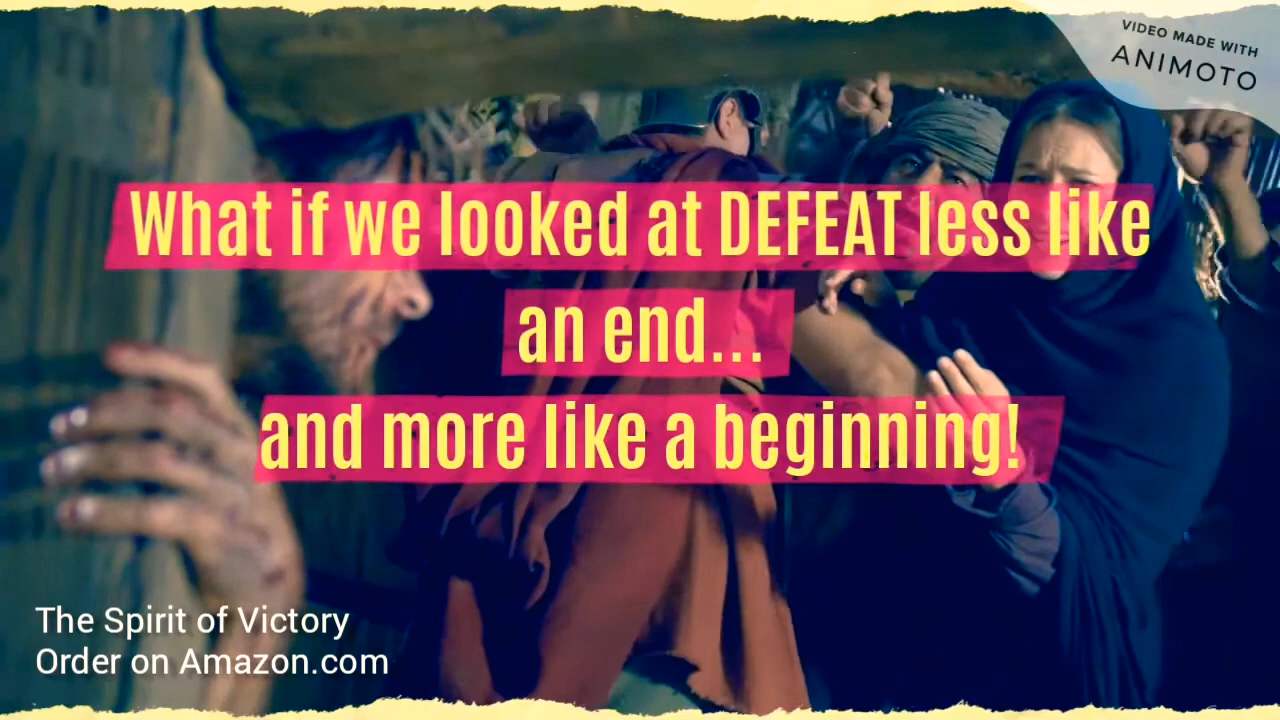 VIDEO MADE WITH
ANIMOTO
What if we looked at DEFEAT less like
an end...
and more like a beginning!
The Spirit of Victory
Order on Amazon.com